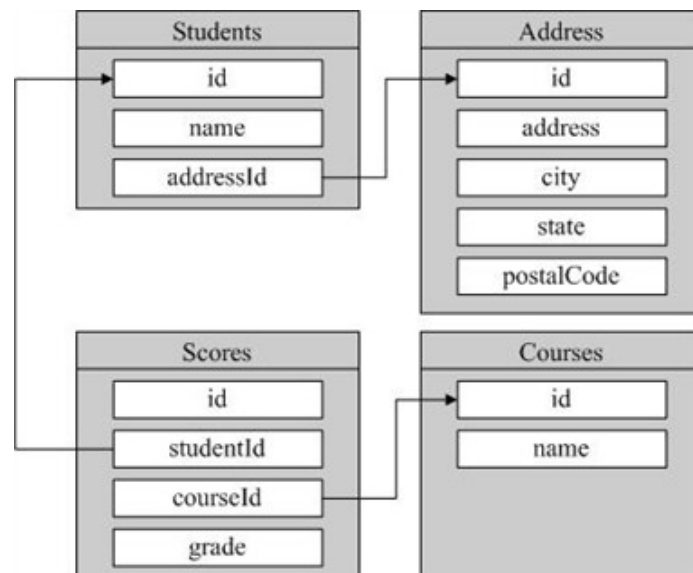 Students
id
name
addressId
Address
id
address
city
state
postalCode
Scores
id
studentId
courseId
grade
Courses
id
name